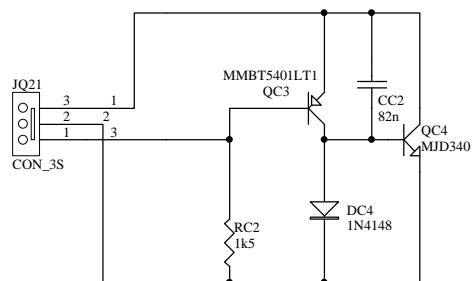 JQ21
3 1
2 2
1 3
CON_3S
MMBT5401LT1
QC3
CC2
82n
QC4
MJD340
RC2
1k5
DC4
1N4148